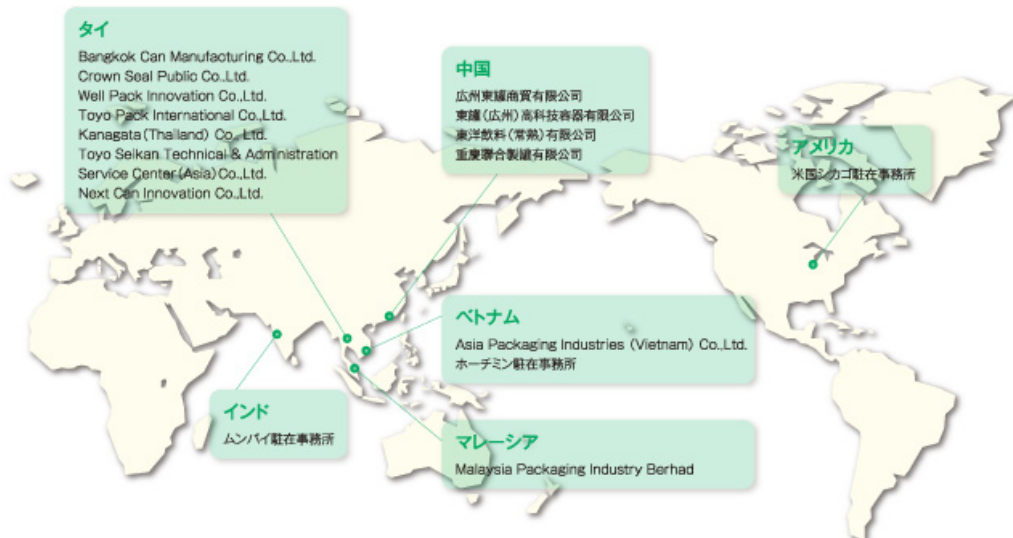 タイ
Bangkok Can Manufacturing Co.,Ltd.
Crown Seal Public Co.,Ltd.
Well Pack Innovation Co.,Ltd.
Toyo Pack International Co.,Ltd.
Kanagata(Thailand) Co., Ltd.
Toyo Seikan Technical & Administration
Service Center(Asia)Co.,Ltd.
Next Can Innovation Co.,Ltd.
中国
広州東罐商貿有限公司
東罐(広州)高科技容器有限公司
東洋飲料(常熟)有限公司
重慶聯合製罐有限公司
アメリカ
米国シカゴ駐在事務所
ベトナム
Asia Packaging Industries (Vietnam) Co.,Ltd.
ホーチミン駐在事務所
インド
ムンバイ駐在事務所
マレーシア
Malaysia Packaging Industry Berhad